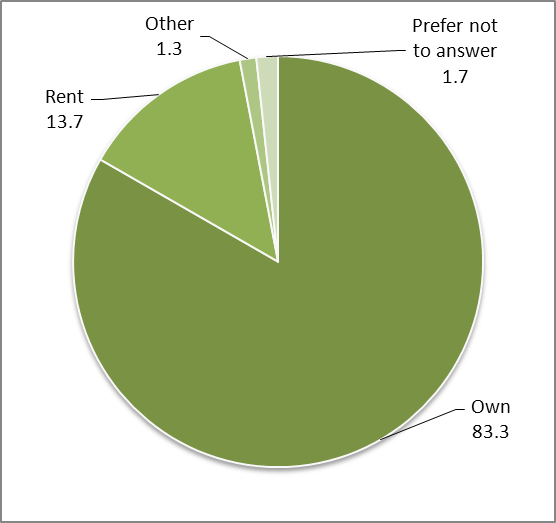 Other
1.3
Prefer not
to answer
1.7
Rent
13.7
Own
83.3